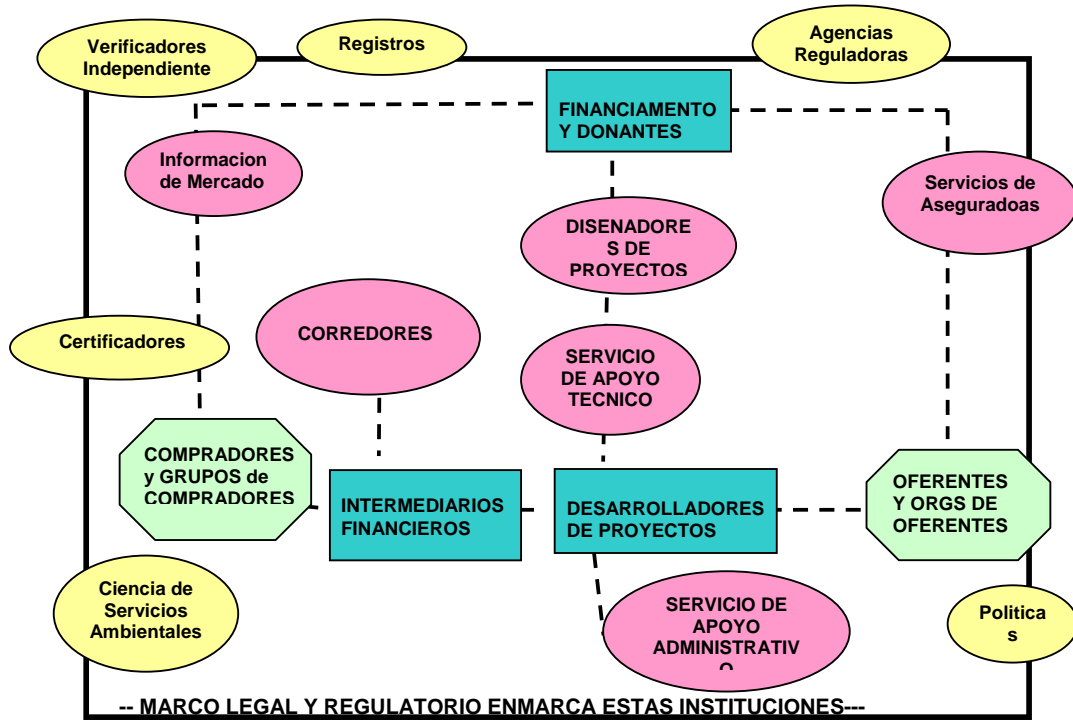 Verificadores
Independiente
Registros
Agencias
Reguladoras
FINANCIAMENTO
Y DONANTES
Informacion
de Mercado
Servicios de
Aseguradoas
DISENADORE
S DE
PROYECTOS
CORREDORES
Certificadores
SERVICIO
DE APOYO
TECNICO
COMPRADORES
y GRUPOS de
COMPRADORES
INTERMEDIARIOS
FINANCIEROS
DESARROLLADORES
DE PROYECTOS
OFERENTES
Y ORGS DE
OFERENTES
Ciencia de
Servicios
Ambientales
SERVICIO DE
APOYO
ADMINISTRATIV
O
Politica
s
-- MARCO LEGAL Y REGULATORIO ENMARCA ESTAS INSTITUCIONES---